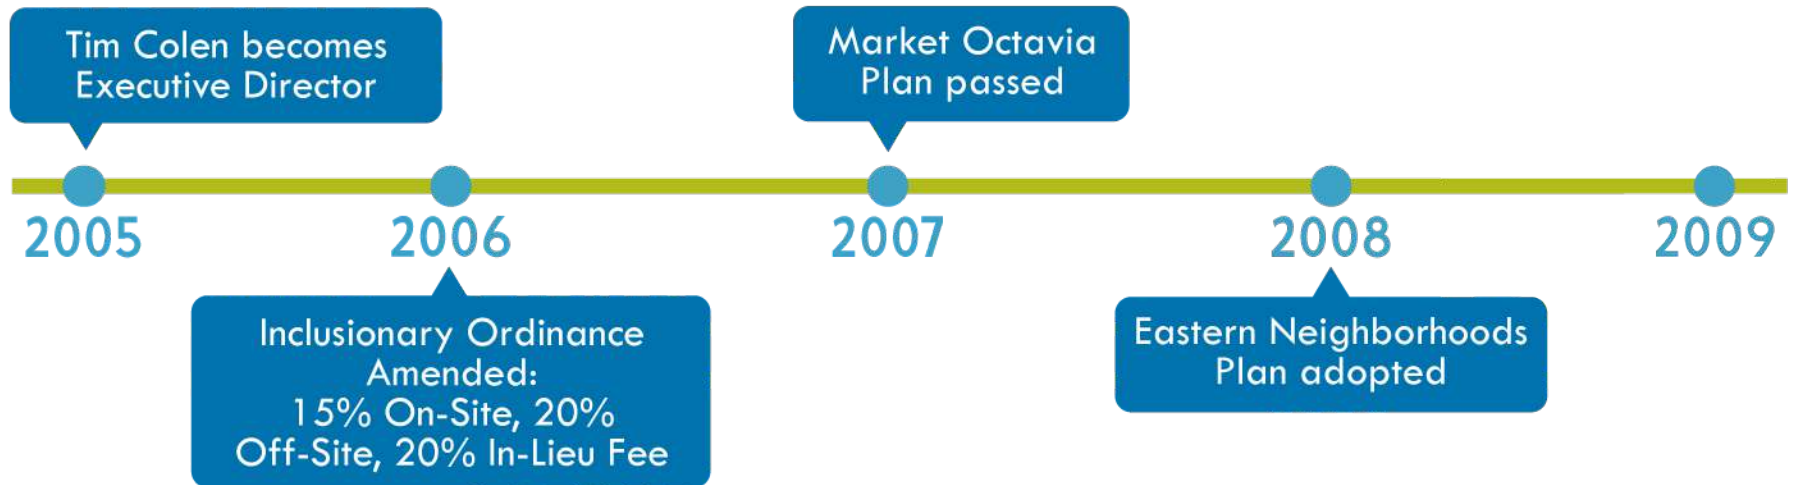 Tim Colen becomes
Executive Director
Market Octavia
Plan passed
2005
2006
2007
2008
2009
Inclusionary Ordinance
Amended:
15% On-Site, 20%
Off-Site, 20% In-Lieu Fee
Eastern Neighborhoods
Plan adopted